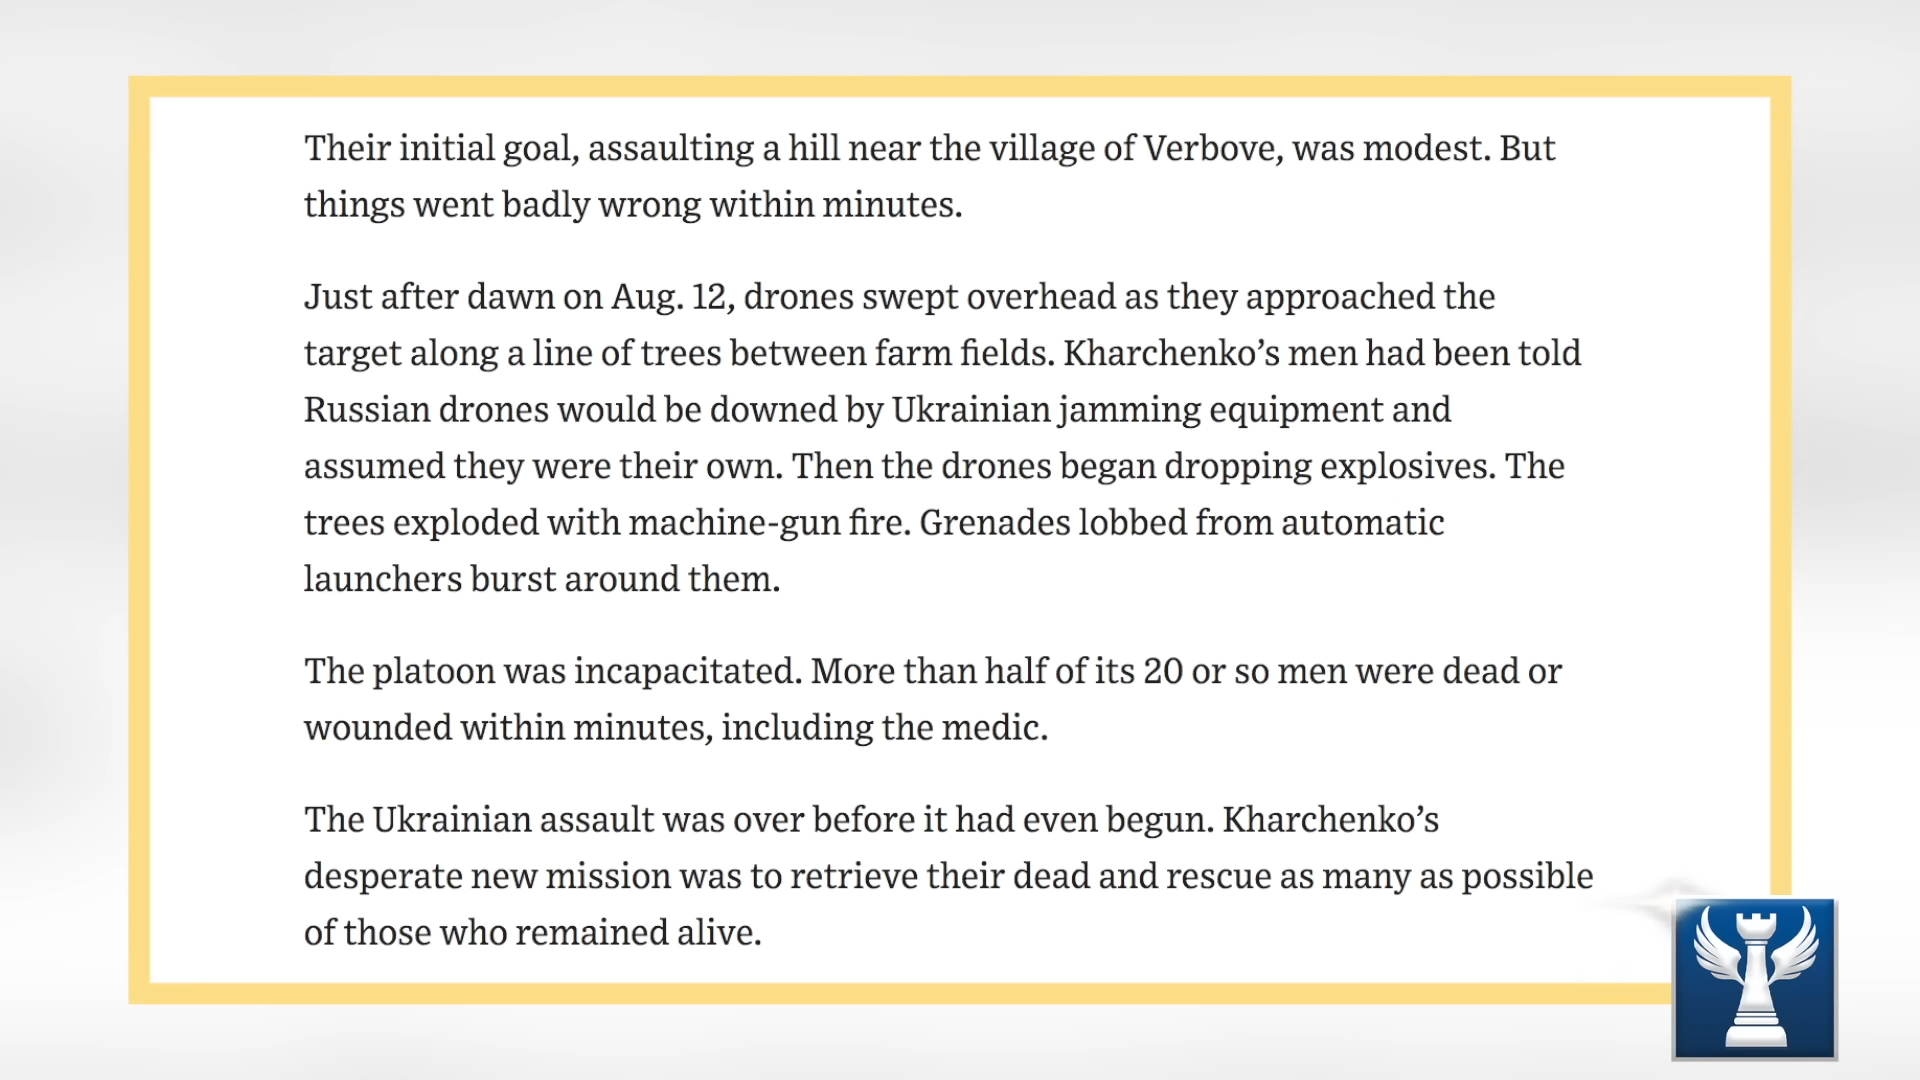 Their initial goal, assaulting a hill near the village of Verbove, was modest. But
things went badly wrong within minutes.
Just after dawn on Aug. 12, drones swept overhead as they approached the
target along a line of trees between farm fields. Kharchenko’s men had been told
Russian drones would be downed by Ukrainian jamming equipment and
assumed they were their own. Then the drones began dropping explosives. The
trees exploded with machine-gun fire. Grenades lobbed from automatic
launchers burst around them.
The platoon was incapacitated. More than half of its 20 or so men were dead or
wounded within minutes, including the medic.
The Ukrainian assault was over before it had even begun. Kharchenko’s
desperate new mission was to retrieve their dead and rescue as many as possible
of those who remained alive.